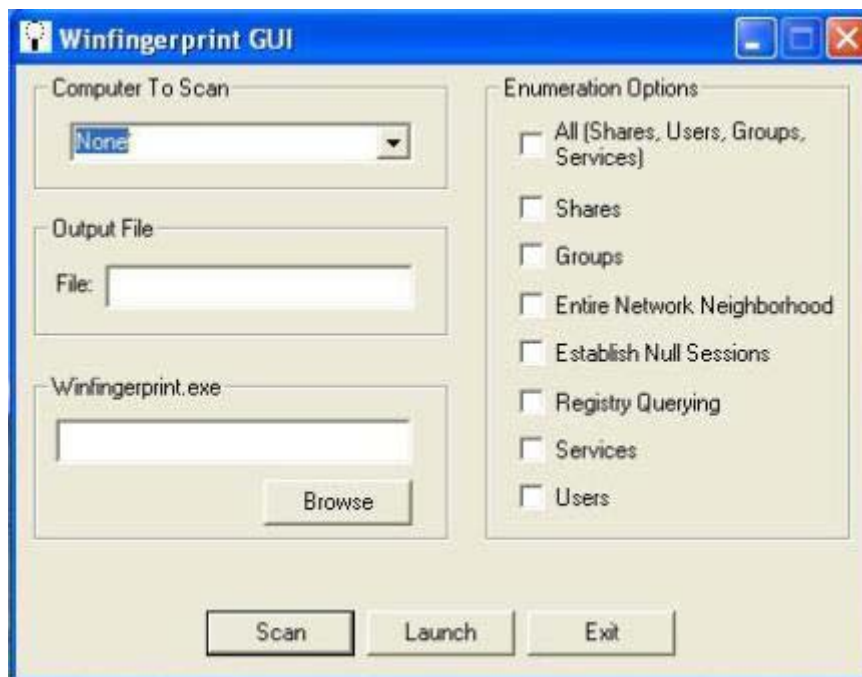 Winfingerprint GUI
Computer To Scan
None
Output File
File:
Winfingerprint.exe
Browse
Enumeration Options
All (Shares, Users, Groups,
Services)
Shares
Groups
Entire Network Neighborhood
Establish Null Sessions
Registry Querying
Services
Users
Scan
Launch
Exit